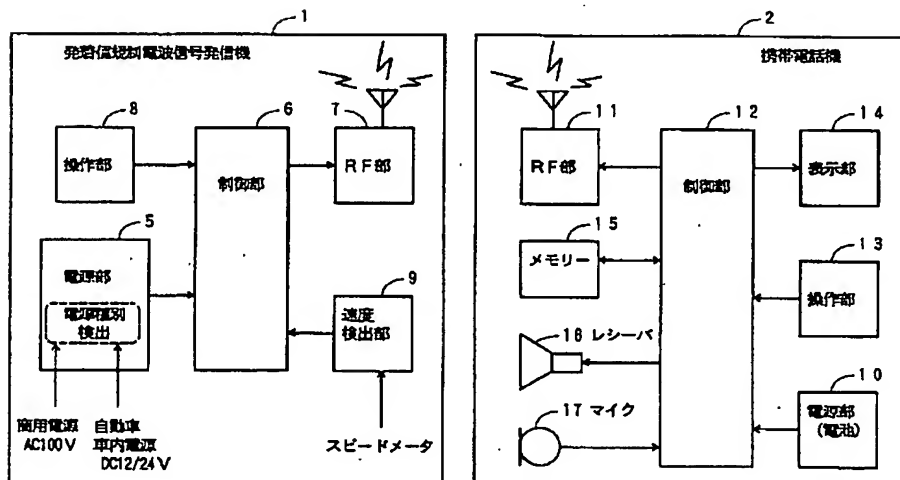 1
発着信規制電波信号発信機
8
操作部
6
制御部
7
RF部
5
電源部
電源種別
検出
9
速度
検出部
商用電源
AC100V
自動車
車内電源
DC12/24V
スピードメータ
2
携帯電話機
11
RF部
12
制御部
14
表示部
15
メモリー
13
操作部
16 レシーバ
17 マイク
10
電源部
(電池)